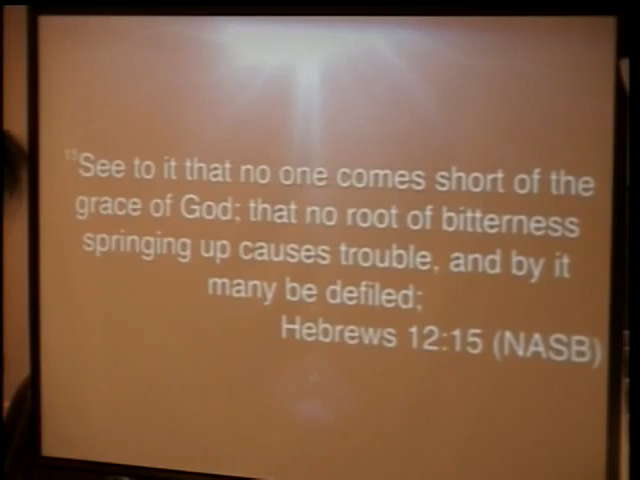 15See to it that no one comes short of the
grace of God; that no root of bitterness
springing up causes trouble, and by it
many be defiled;
Hebrews 12:15 (NASB)